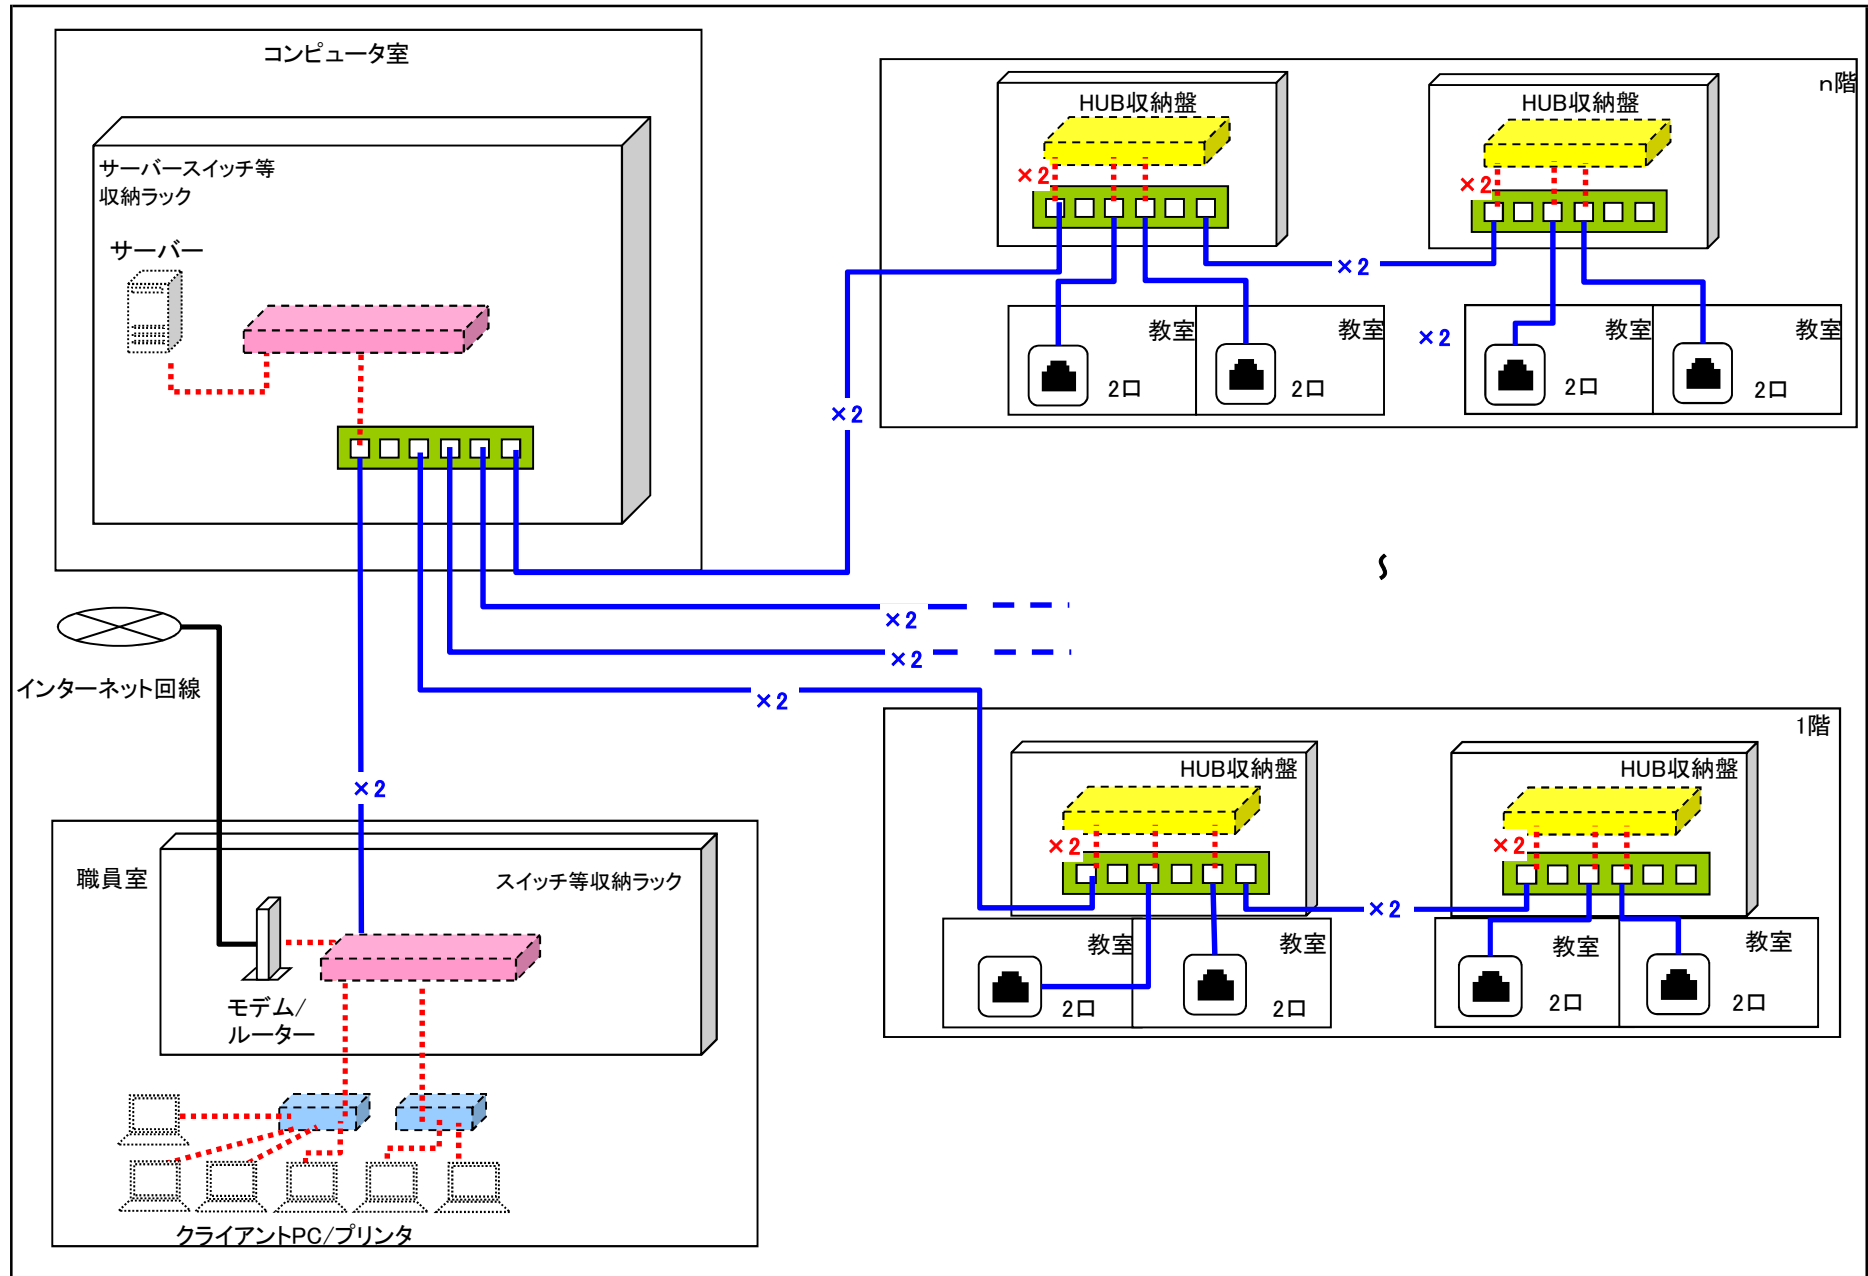 コンピュータ室
サーバースイッチ等
収納ラック
サーバー
n階
HUB収納盤
HUB収納盤
×2
×2
×2
教室
教室
×2
教室
教室
2口
2口
2口
2口
×2
×2
×2
×2
インターネット回線
×2
1階
HUB収納盤
HUB収納盤
×2
×2
×2
教室
教室
教室
教室
2口
2口
2口
2口
職員室
スイッチ等収納ラック
モデム/
ルーター
クライアントPC/プリンタ